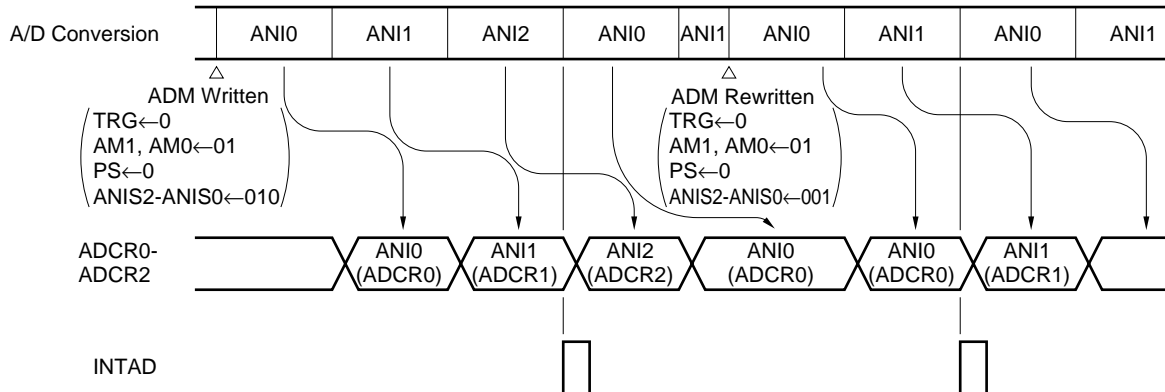 A/D Conversion ANI0 ANI1 ANI2 ANI0 ANI1 ANI0 ANI1 ANI0 ANI1
ADM Written
TRG←0
AM1, AM0←01
PS←0
ANIS2-ANIS0←010
ADM Rewritten
TRG←0
AM1, AM0←01
PS←0
ANIS2-ANIS0←001
ADCR0-
ADCR2
ANI0
(ADCR0)
ANI1
(ADCR1)
ANI2
(ADCR2)
ANI0
(ADCR0)
ANI0
(ADCR0)
ANI1
(ADCR1)
INTAD